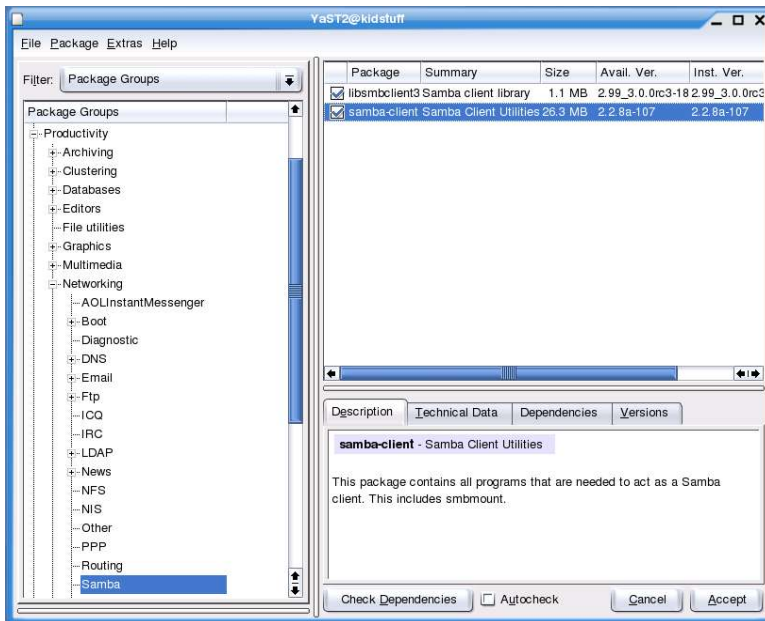 YaST2@kidstuff
File Package Extras Help
Filter: Package Groups
Package Groups
Productivity
Archiving
Clustering
Databases
Editors
File utilities
Graphics
Multimedia
Networking
AOLInstantMessenger
Boot
Diagnostic
DNS
Email
Ftp
ICQ
IRC
LDAP
News
NFS
NIS
Other
PPP
Routing
Samba
Package Summary Size Avail. Ver. Inst. Ver.
libsmbclient3 Samba client library 1.1 MB 2.99_3.0.0rc3-18 2.99_3.0.0rc3
samba-client Samba Client Utilities 26.3 MB 2.2.8a-107 2.2.8a-107
Description Technical Data Dependencies Versions
samba-client - Samba Client Utilities
This package contains all programs that are needed to act as a Samba
client. This includes smbmount.
Check Dependencies Autocheck Cancel Accept